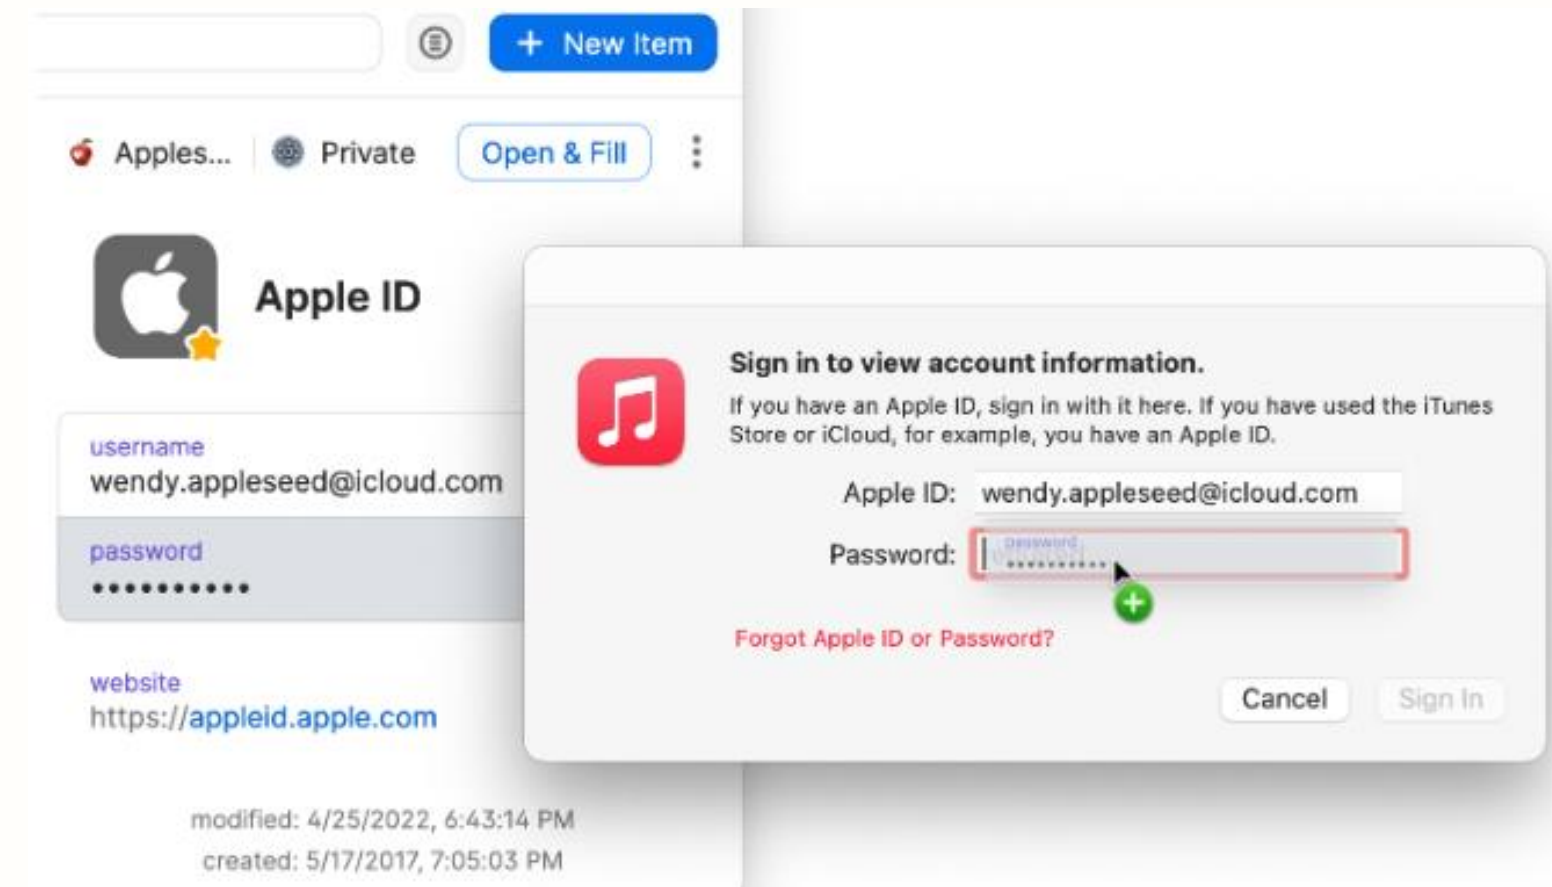 + New Item
Apples... Private Open & Fill
Apple ID
username
wendy.appleseed@icloud.com
password
••••••••••
website
https://appleid.apple.com
modified: 4/25/2022, 6:43:14 PM
created: 5/17/2017, 7:05:03 PM
Sign in to view account information.
If you have an Apple ID, sign in with it here. If you have used the iTunes
Store or iCloud, for example, you have an Apple ID.
Apple ID: wendy.appleseed@icloud.com
Password: password
••••••••••
Forgot Apple ID or Password?
Cancel Sign In